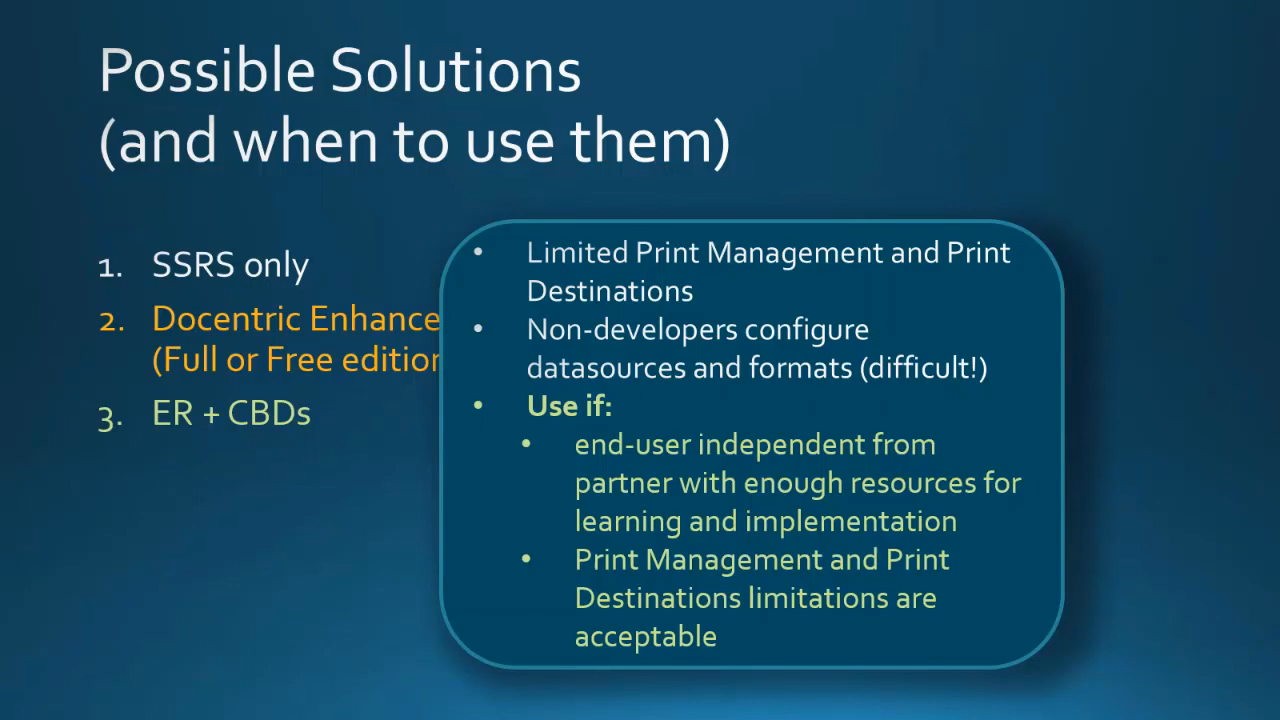 Possible Solutions
(and when to use them)
1. SSRS only
2. Docentric Enhance
(Full or Free edition
3. ER + CBDs
• Limited Print Management and Print
Destinations
• Non-developers configure
datasources and formats (difficult!)
• Use if:
• end-user independent from
partner with enough resources for
learning and implementation
• Print Management and Print
Destinations limitations are
acceptable